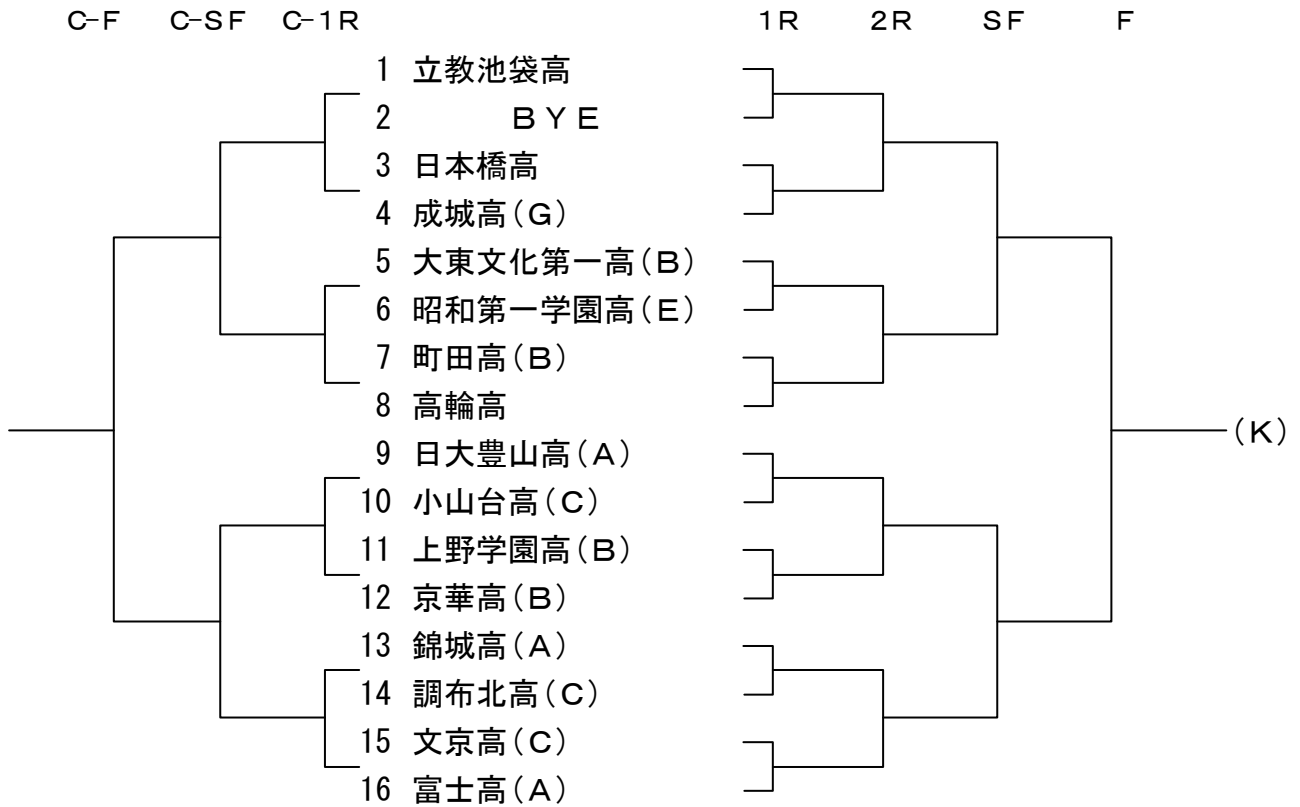 C-F C-SF C-1R 1R 2R SF F
1 立教池袋高
2 BYE
3 日本橋高
4 成城高(G)
5 大東文化第一高(B)
6 昭和第一学園高(E)
7 町田高(B)
8 高輪高
(K)
9 日大豊山高(A)
10 小山台高(C)
11 上野学園高(B)
12 京華高(B)
13 錦城高(A)
14 調布北高(C)
15 文京高(C)
16 富士高(A)